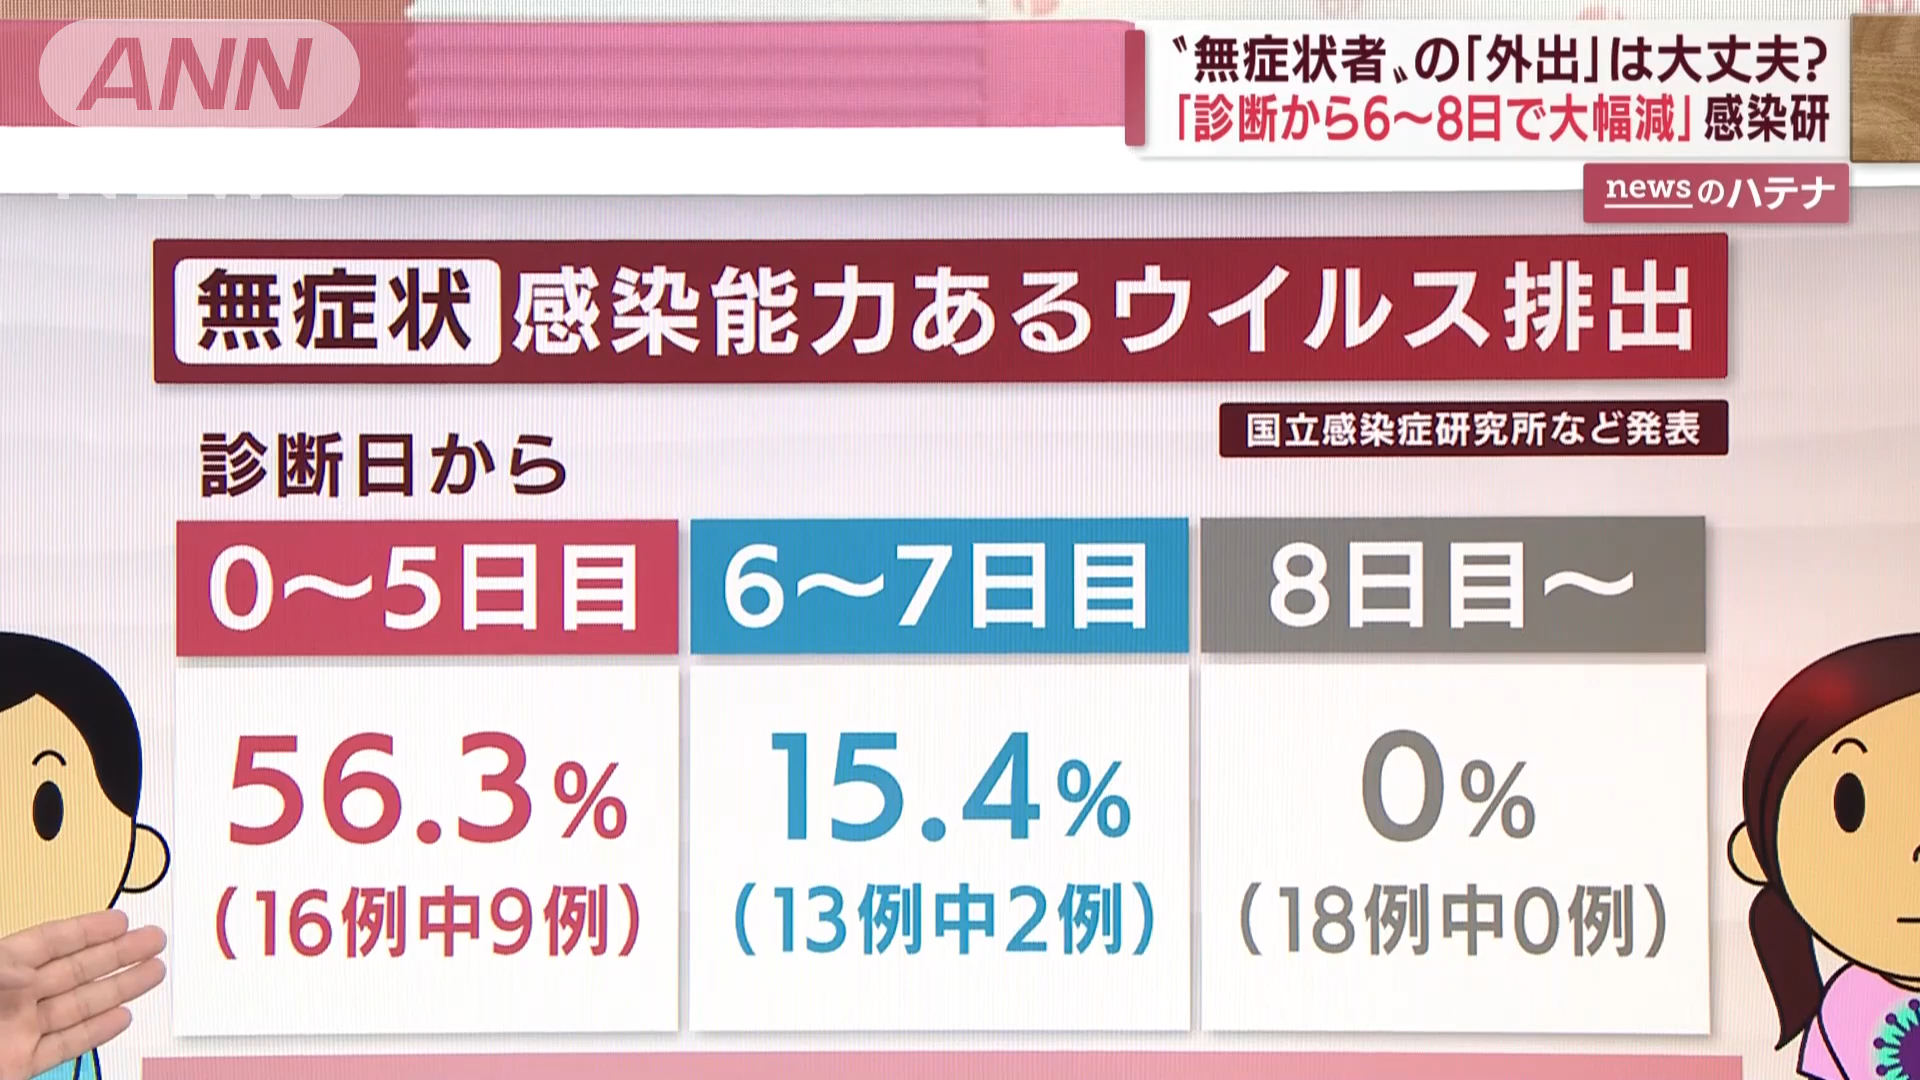 ANN
NEWS
〝無症状者〟の「外出」は大丈夫?
「診断から6〜8日で大幅減」感染研
newsのハテナ
無症状 感染能力あるウイルス排出
国立感染症研究所など発表
診断日から
0〜5日目 6〜7日目 8日目〜
56.3% 15.4% 0%
(16例中9例) (13例中2例) (18例中0例)